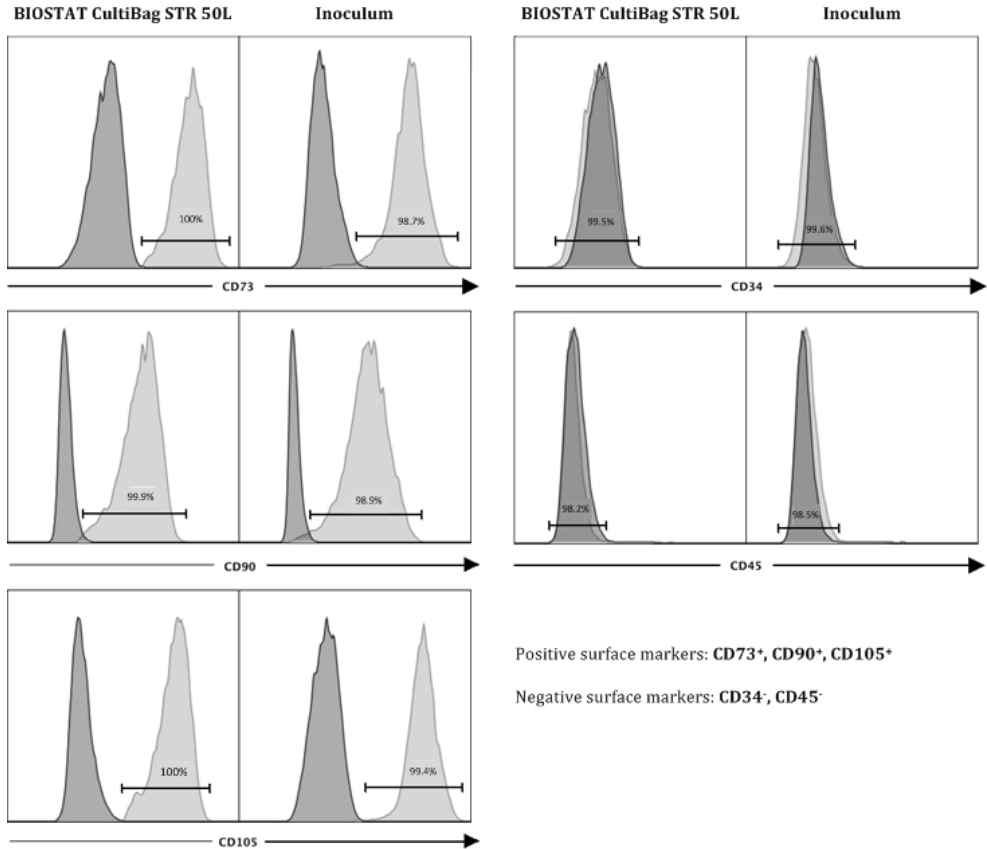 BIOSTAT CultiBag STR 50L Inoculum
100% 98.7%
CD73
99.9% 98.9%
CD90
100% 99.4%
CD105
BIOSTAT CultiBag STR 50L Inoculum
99.5% 99.6%
CD34
98.2% 98.5%
CD45
Positive surface markers: CD73⁺, CD90⁺, CD105⁺
Negative surface markers: CD34⁻, CD45⁻